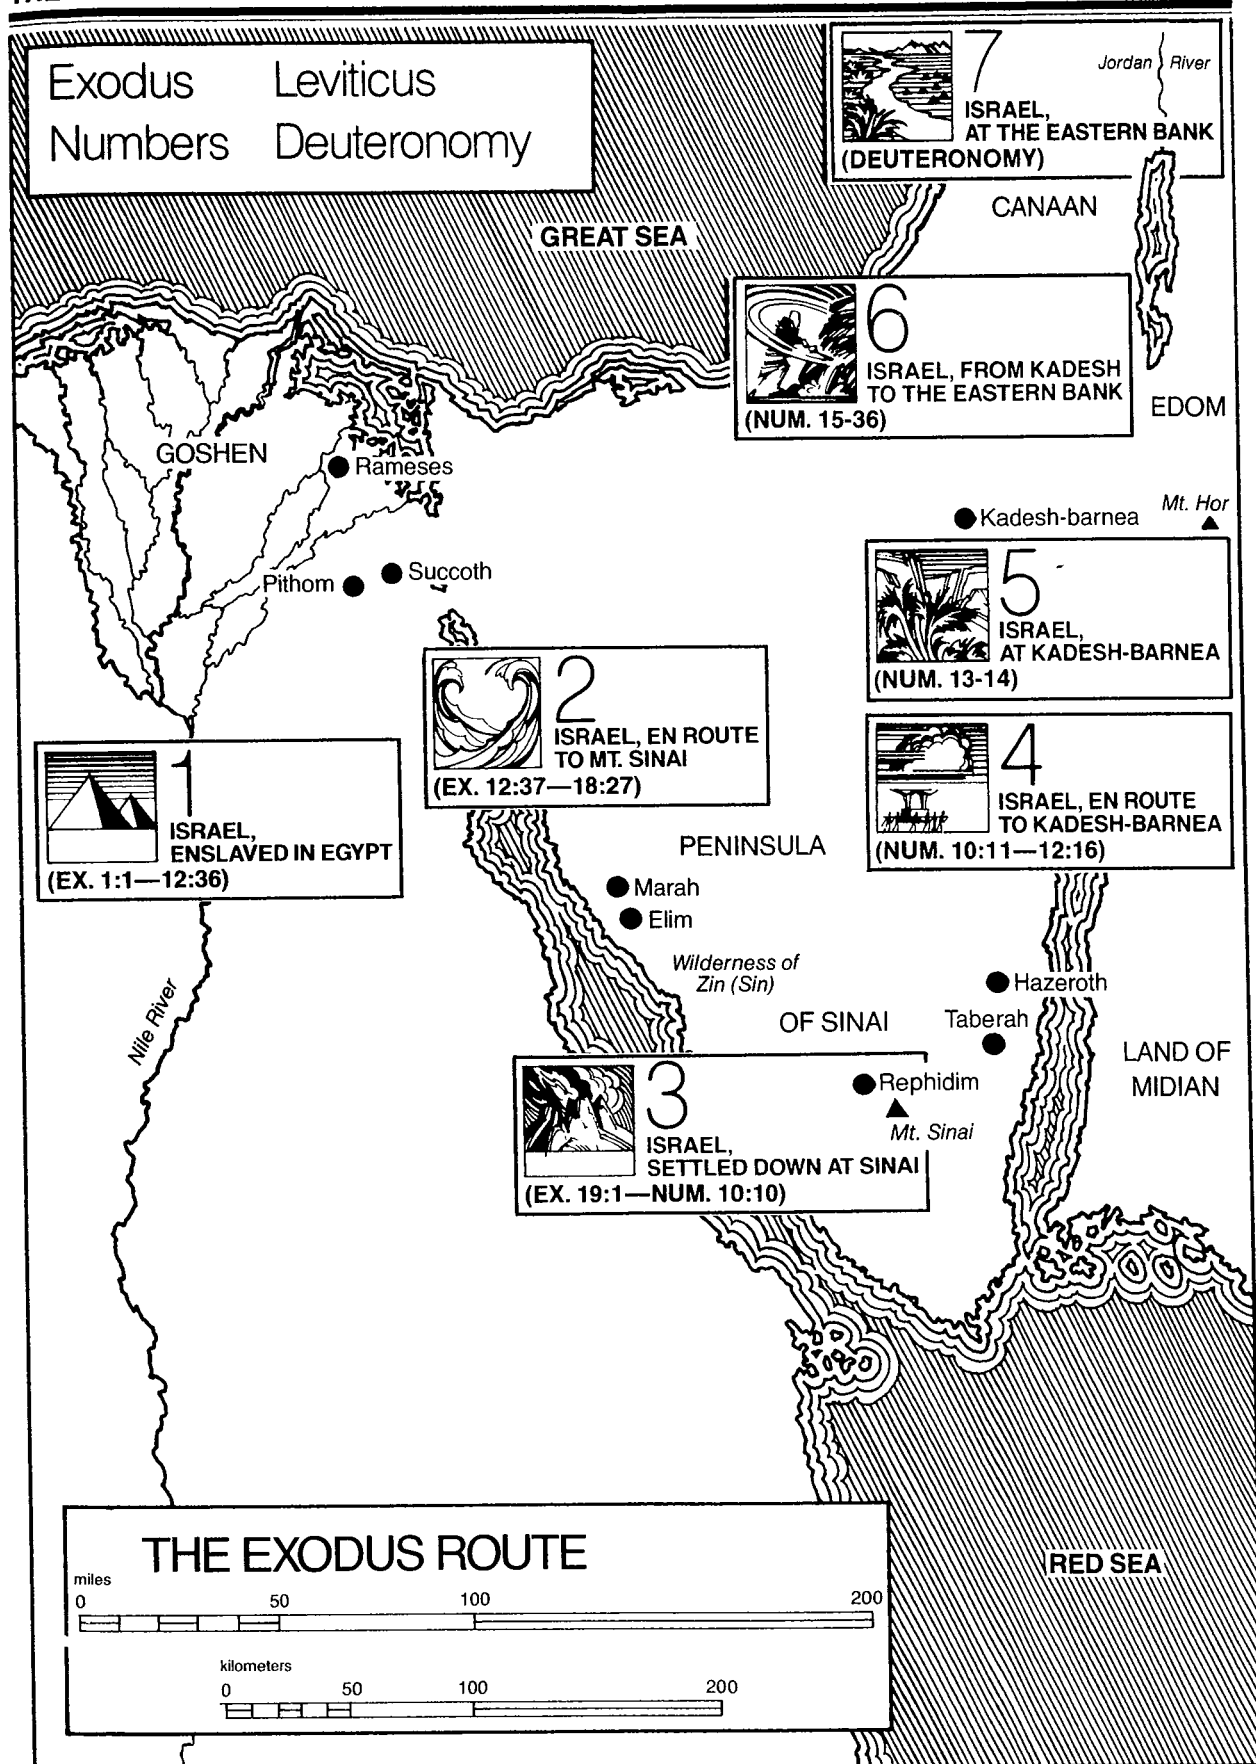 Exodus Leviticus
Numbers Deuteronomy
7
Jordan River
ISRAEL,
AT THE EASTERN BANK
(DEUTERONOMY)
CANAAN
GREAT SEA
6
ISRAEL, FROM KADESH
TO THE EASTERN BANK
(NUM. 15-36)
EDOM
GOSHEN
Rameses
Mt. Hor
Kadesh-barnea
Pithom
Succoth
5
ISRAEL,
AT KADESH-BARNEA
(NUM. 13-14)
2
ISRAEL, EN ROUTE
TO MT. SINAI
(EX. 12:37—18:27)
4
ISRAEL, EN ROUTE
TO KADESH-BARNEA
(NUM. 10:11—12:16)
1
ISRAEL,
ENSLAVED IN EGYPT
(EX. 1:1—12:36)
PENINSULA
Marah
Elim
Wilderness of
Zin (Sin)
Nile River
OF SINAI
Hazeroth
Taberah
LAND OF
MIDIAN
3
Rephidim
Mt. Sinai
ISRAEL,
SETTLED DOWN AT SINAI
(EX. 19:1—NUM. 10:10)
THE EXODUS ROUTE
miles
0 50 100 200
kilometers
0 50 100 200
RED SEA